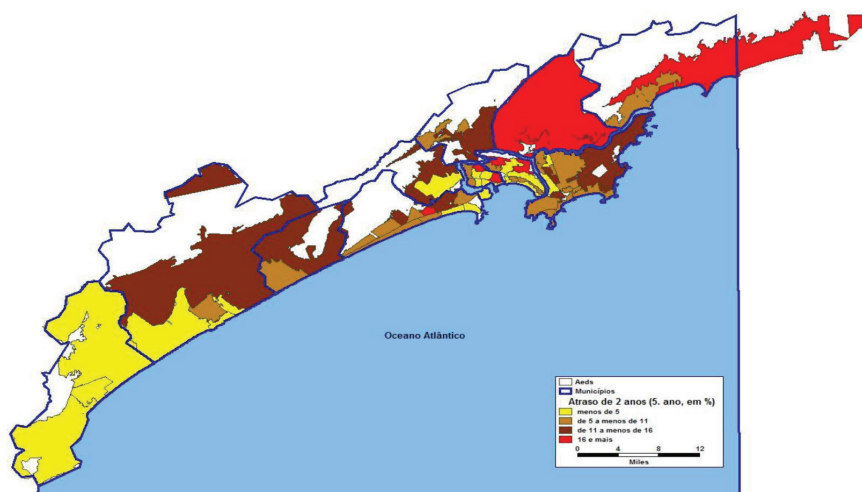 Oceano Atlântico
Aeds
Municípios
Atraso de 2 anos (5. ano, em %)
menos de 5
de 5 a menos de 11
de 11 a menos de 16
16 e mais
0 4 8 12
Miles